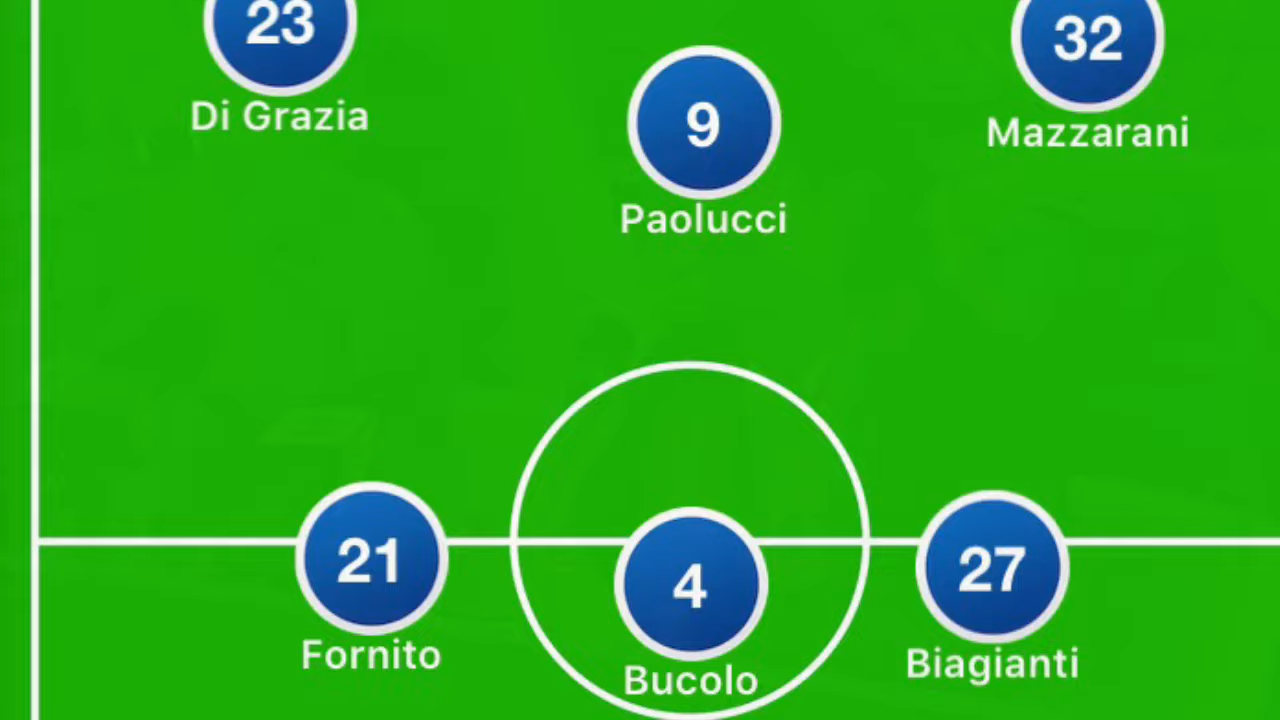 23
Di Grazia
9
Paolucci
32
Mazzarani
21
Fornito
4
Bucolo
27
Biagianti